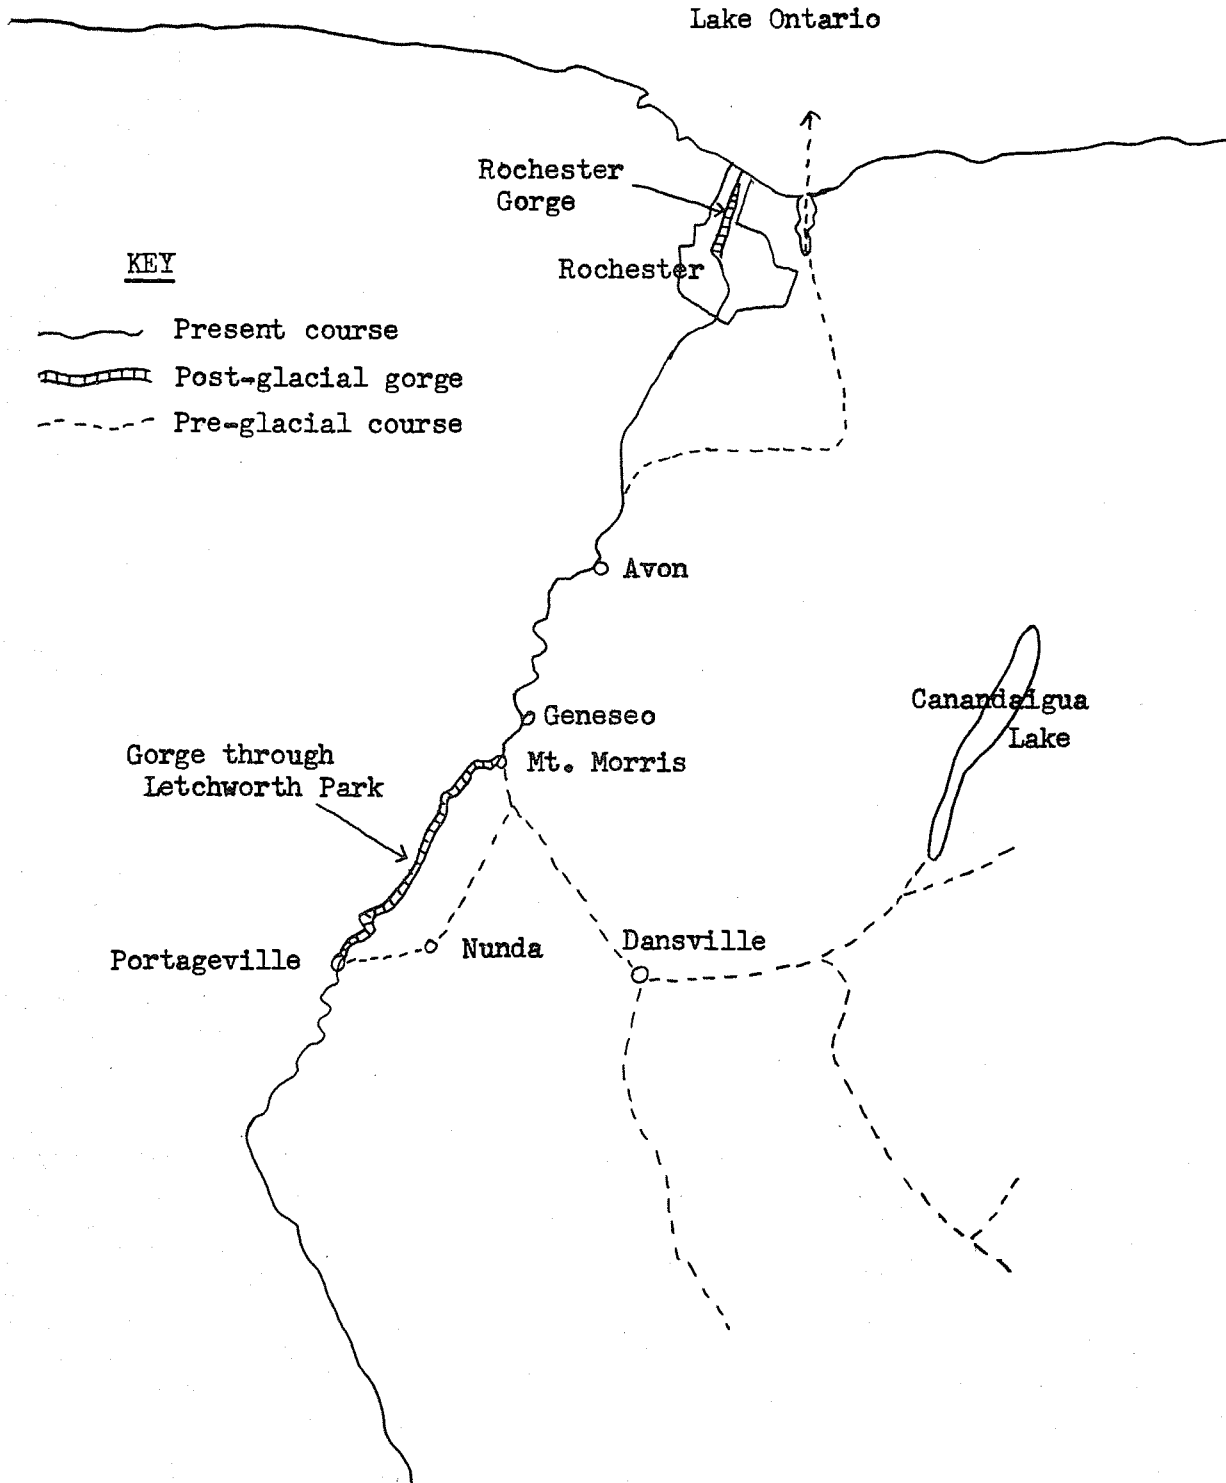 Lake Ontario
Rochester
Gorge
Rochester
KEY
Present course
Post-glacial gorge
Pre-glacial course
Avon
Canandaigua
Lake
Geneseo
Mt. Morris
Gorge through
Letchworth Park
Portageville
Nunda
Dansville